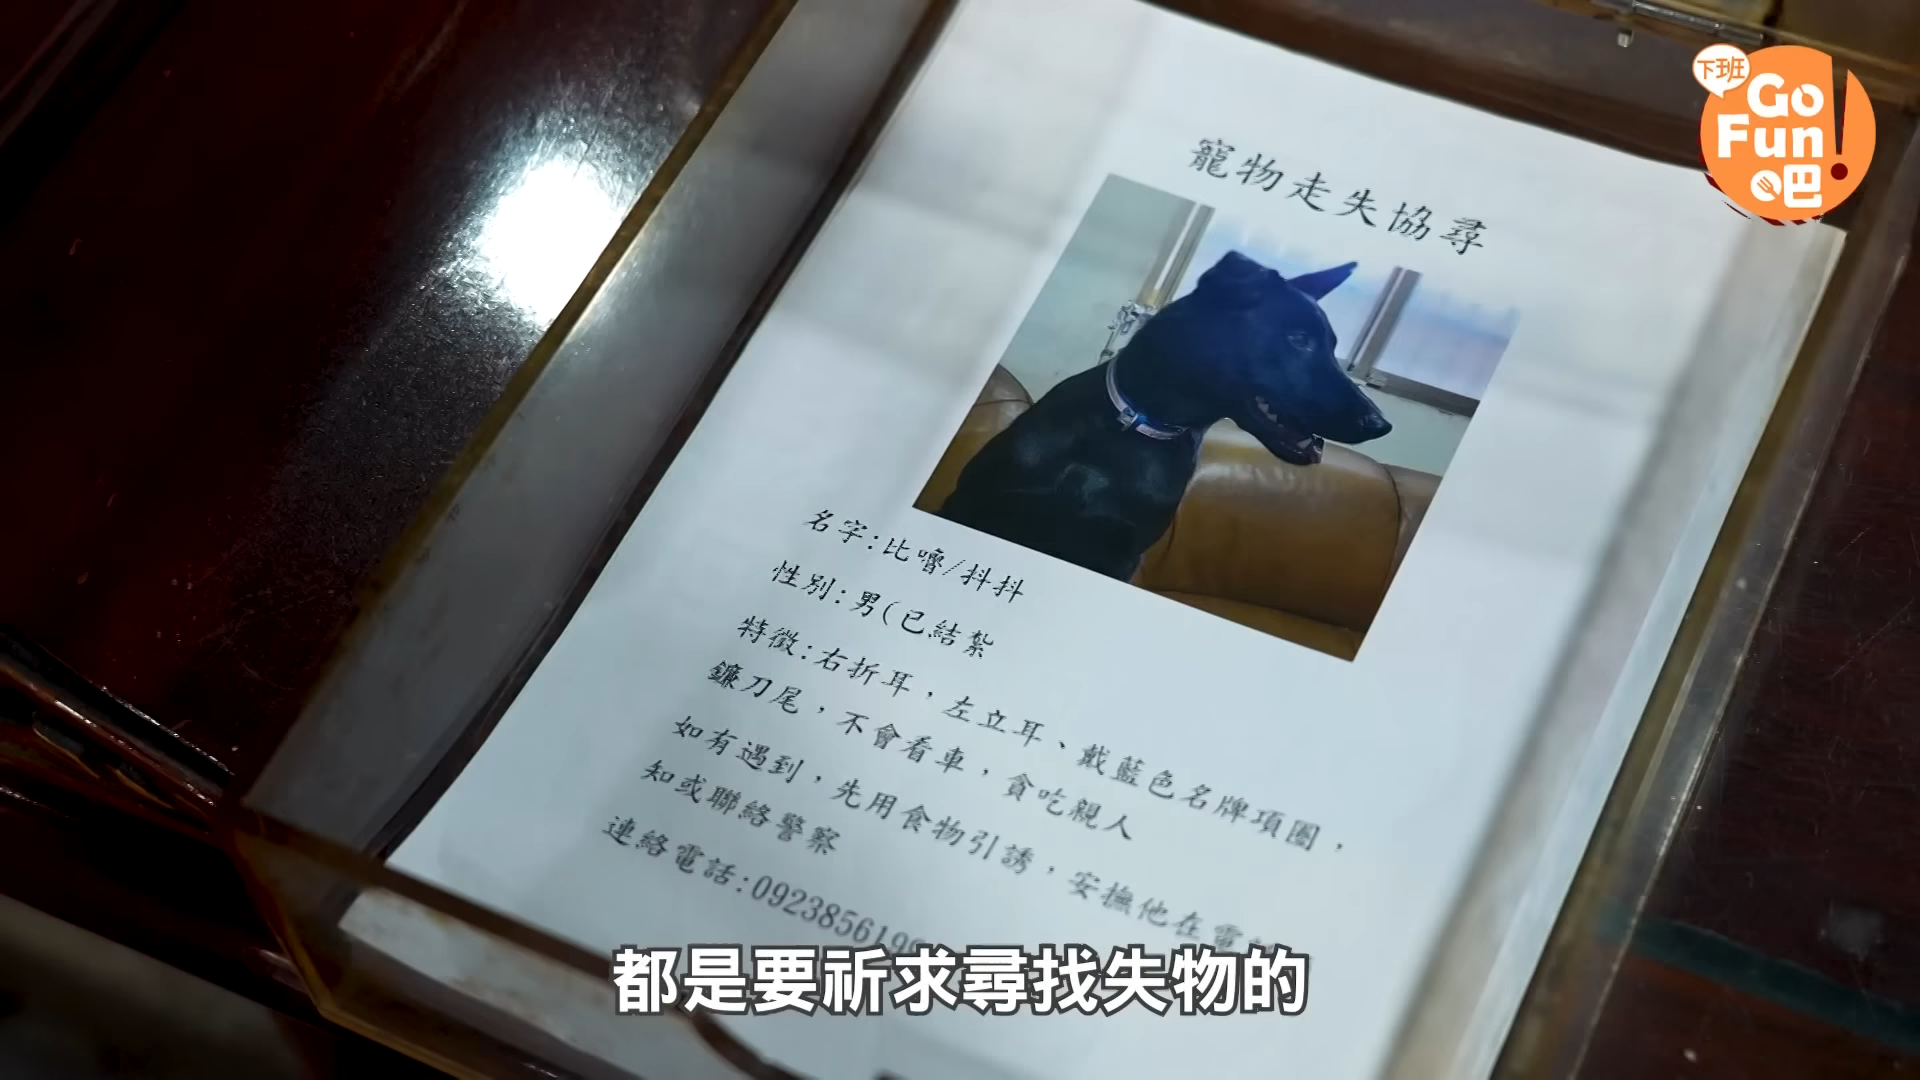 下班
Go
Fun
吧!
寵物走失協尋
名字:比嚕/抖抖
性別:男(已結紮
特徵:右折耳,左立耳、戴藍色名牌項圈,
鐮刀尾,不會看車,貪吃親人
如有遇到,先用食物引誘,安撫他在電
知或聯絡警察
連絡電話:092385619
都是要祈求尋找失物的